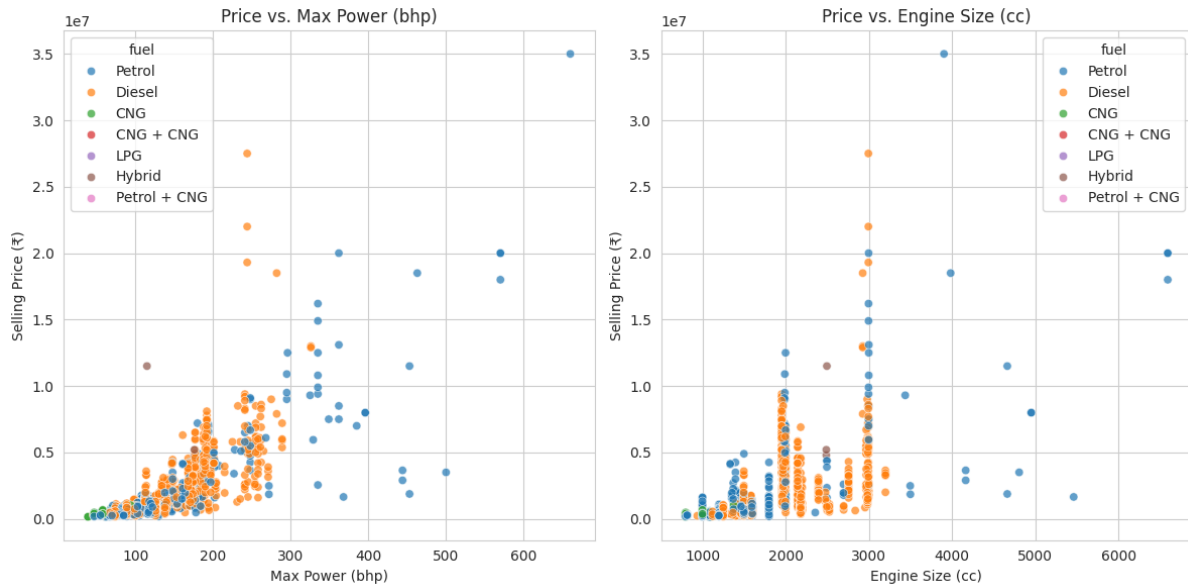 Price vs. Max Power (bhp)
1e7
fuel
Petrol
Diesel
CNG
CNG + CNG
LPG
Hybrid
Petrol + CNG
3.5
3.0
2.5
2.0
1.5
1.0
0.5
0.0
Selling Price (₹)
100 200 300 400 500 600
Max Power (bhp)
Price vs. Engine Size (cc)
1e7
fuel
Petrol
Diesel
CNG
CNG + CNG
LPG
Hybrid
Petrol + CNG
3.5
3.0
2.5
2.0
1.5
1.0
0.5
0.0
Selling Price (₹)
1000 2000 3000 4000 5000 6000
Engine Size (cc)